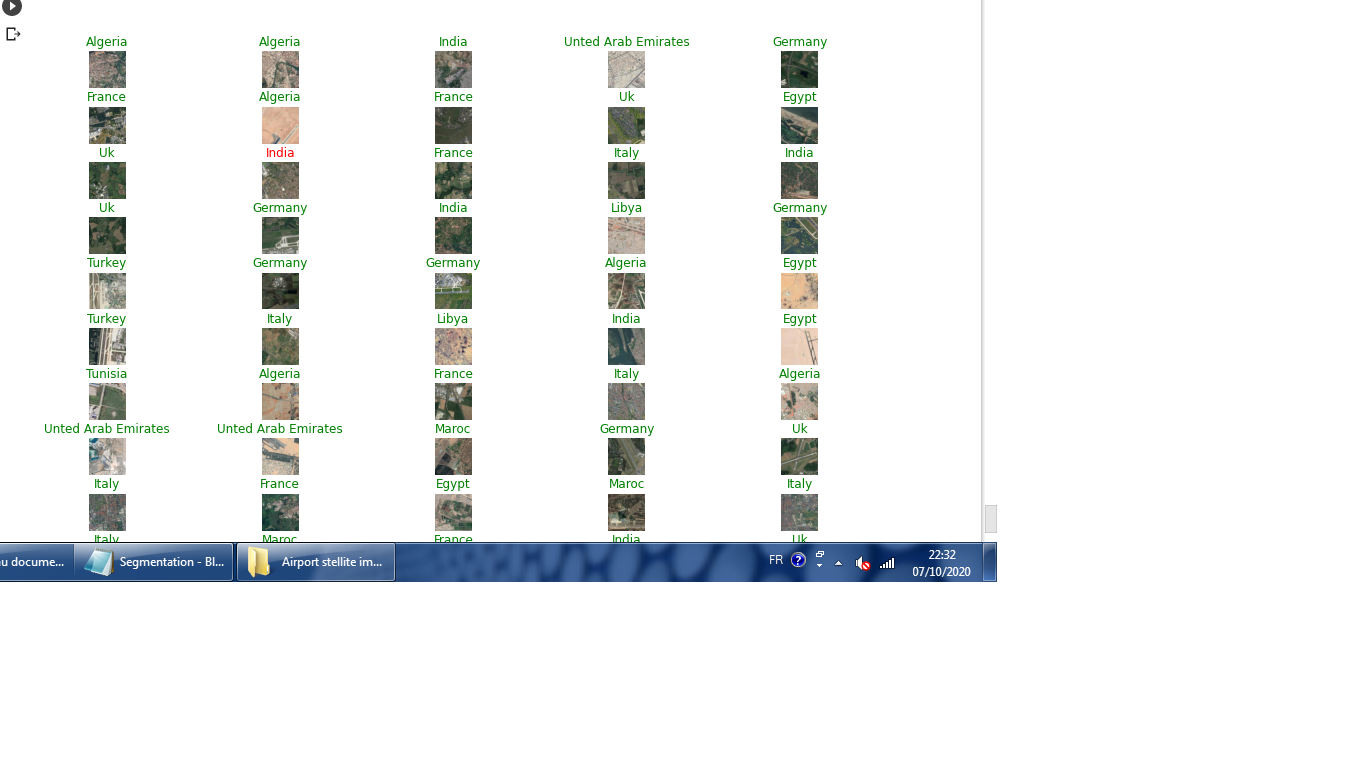 Algeria Algeria India Unted Arab Emirates Germany
France Algeria France Uk Egypt
Uk India France Italy India
Uk Germany India Libya Germany
Turkey Germany Germany Algeria Egypt
Turkey Italy Libya India Egypt
Tunisia Algeria France Italy Algeria
Unted Arab Emirates Unted Arab Emirates Maroc Germany Uk
Italy France Egypt Maroc Italy
Italy Maroc France India Uk
au docume... Segmentation - Bl... Airport stellite im... FR ? 22:32
07/10/2020